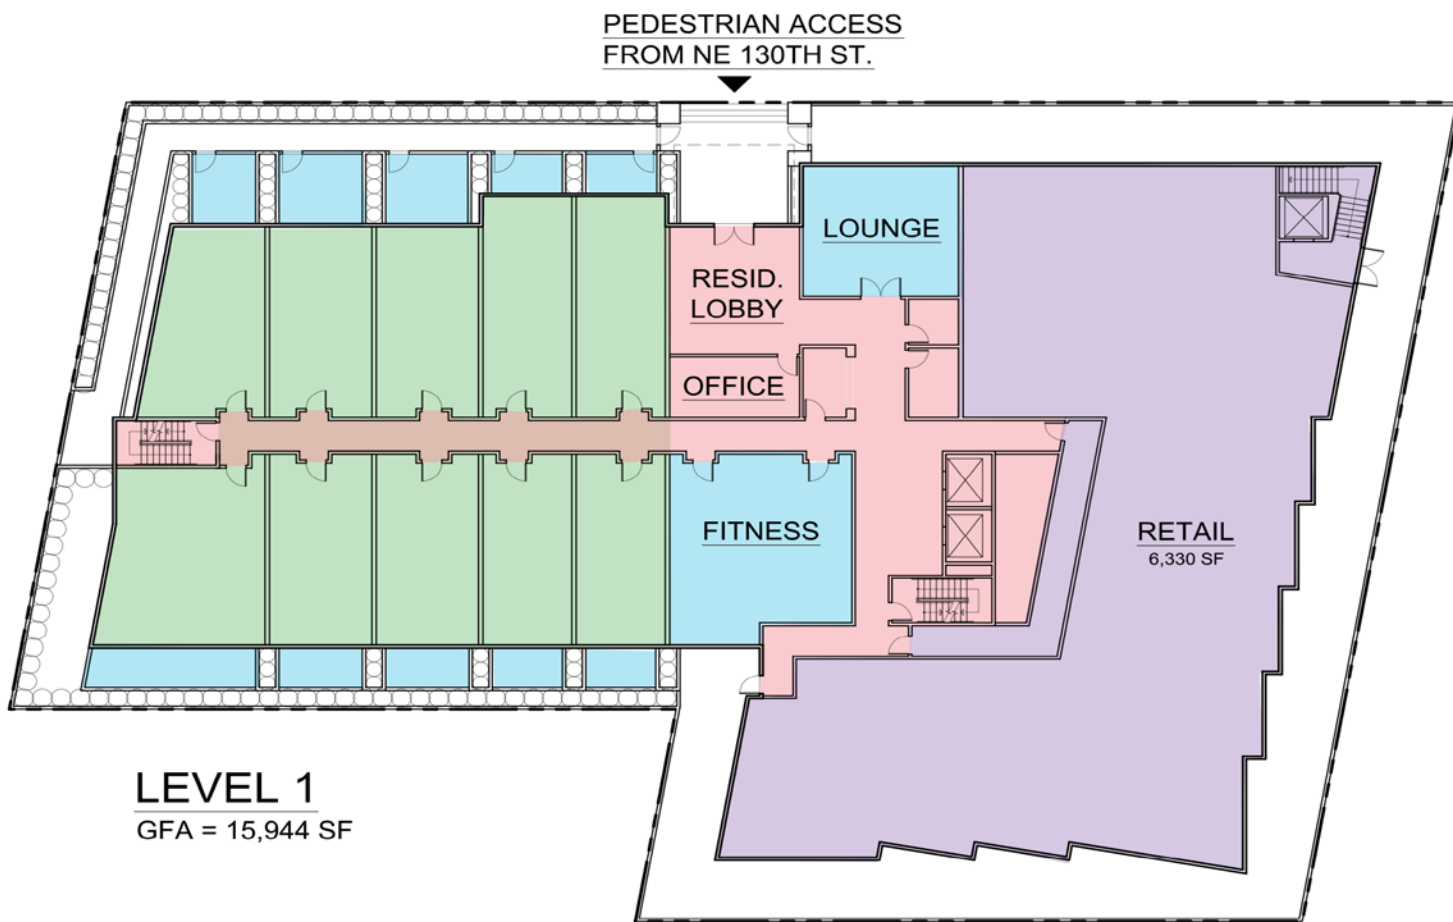 PEDESTRIAN ACCESS
FROM NE 130TH ST.
LOUNGE
RESID.
LOBBY
OFFICE
FITNESS
RETAIL
6,330 SF
LEVEL 1
GFA = 15,944 SF